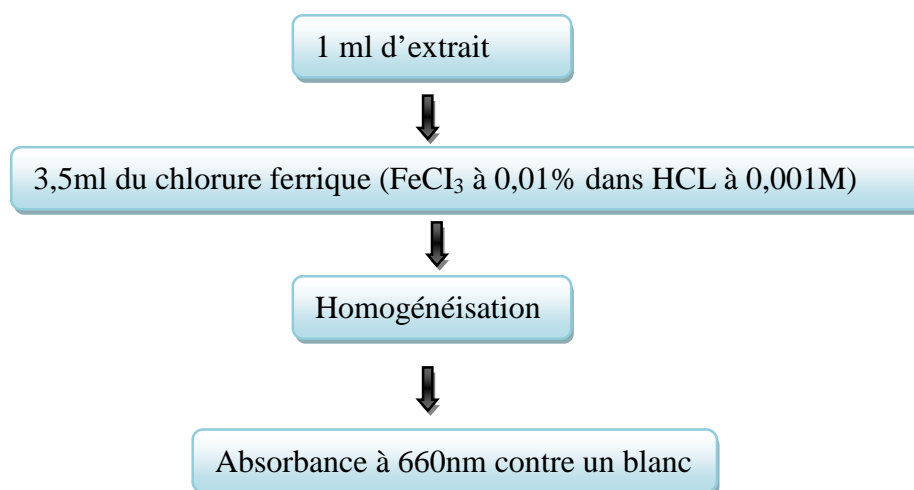 1 ml d’extrait
3,5ml du chlorure ferrique (FeCI₃ à 0,01% dans HCL à 0,001M)
Homogénéisation
Absorbance à 660nm contre un blanc